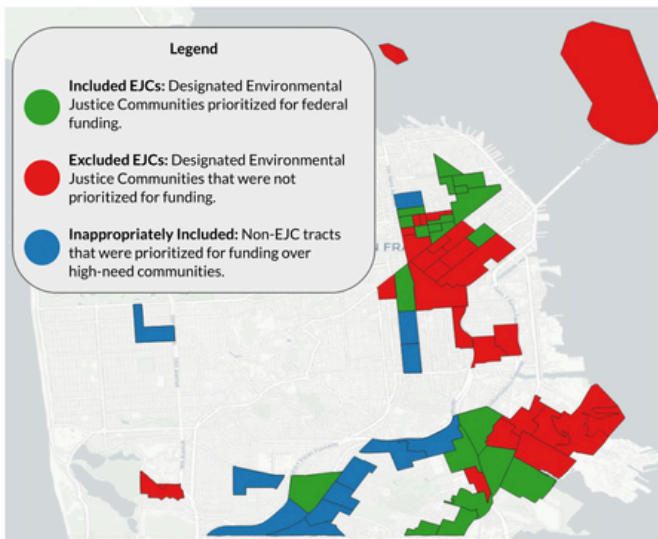 Legend
Included EJCs: Designated Environmental
Justice Communities prioritized for federal
funding.
Excluded EJCs: Designated Environmental
Justice Communities that were not
prioritized for funding.
Inappropriately Included: Non-EJC tracts
that were prioritized for funding over
high-need communities.